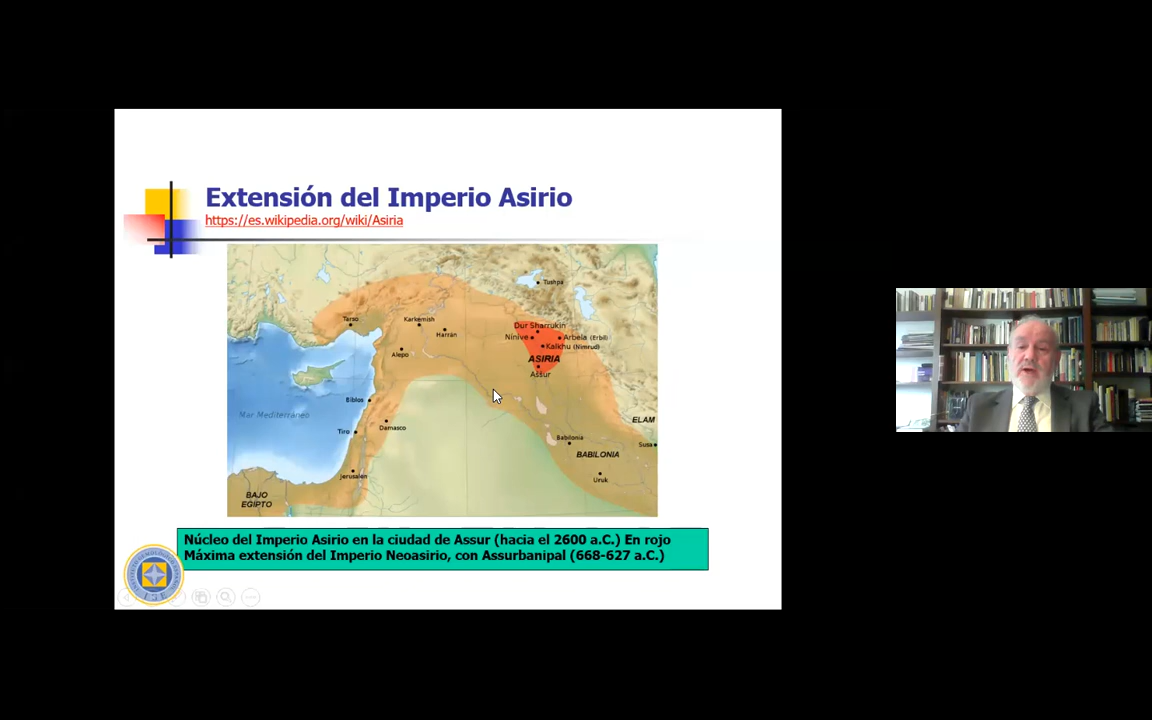 Extensión del Imperio Asirio
https://es.wikipedia.org/wiki/Asiria
Tushpa
Tarso
Karkemish
Harrán
Dur Sharrukin
Nínive
Arbela (Erbil)
Kalkhu (Nimrud)
Alepo
ASIRIA
Assur
Biblos
Mar Mediterráneo
Damasco
Tiro
ELAM
Babilonia
Susa
BABILONIA
Jerusalén
Uruk
BAJO
EGIPTO
Núcleo del Imperio Asirio en la ciudad de Assur (hacia el 2600 a.C.) En rojo
Máxima extensión del Imperio Neoasirio, con Assurbanipal (668-627 a.C.)